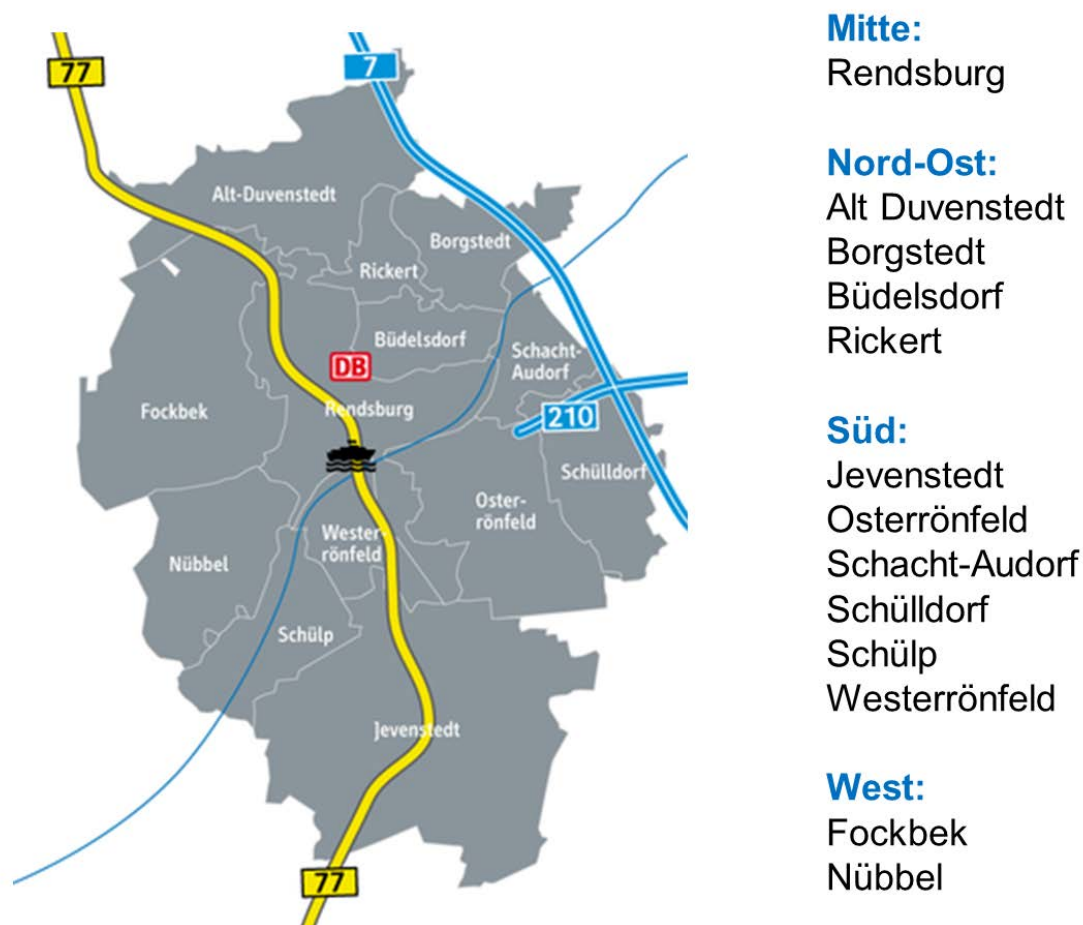 77
7
Alt-Duvenstedt
Borgstedt
Rickert
Büdelsdorf
Schacht-
Audorf
DB
Rendsburg
Fockbek
210
Schülldorf
Oster-
rönfeld
Wester-
rönfeld
Nübbel
Schülp
Jevenstedt
77
Mitte:
Rendsburg
Nord-Ost:
Alt Duvenstedt
Borgstedt
Büdelsdorf
Rickert
Süd:
Jevenstedt
Osterrönfeld
Schacht-Audorf
Schülldorf
Schülp
Westerrönfeld
West:
Fockbek
Nübbel